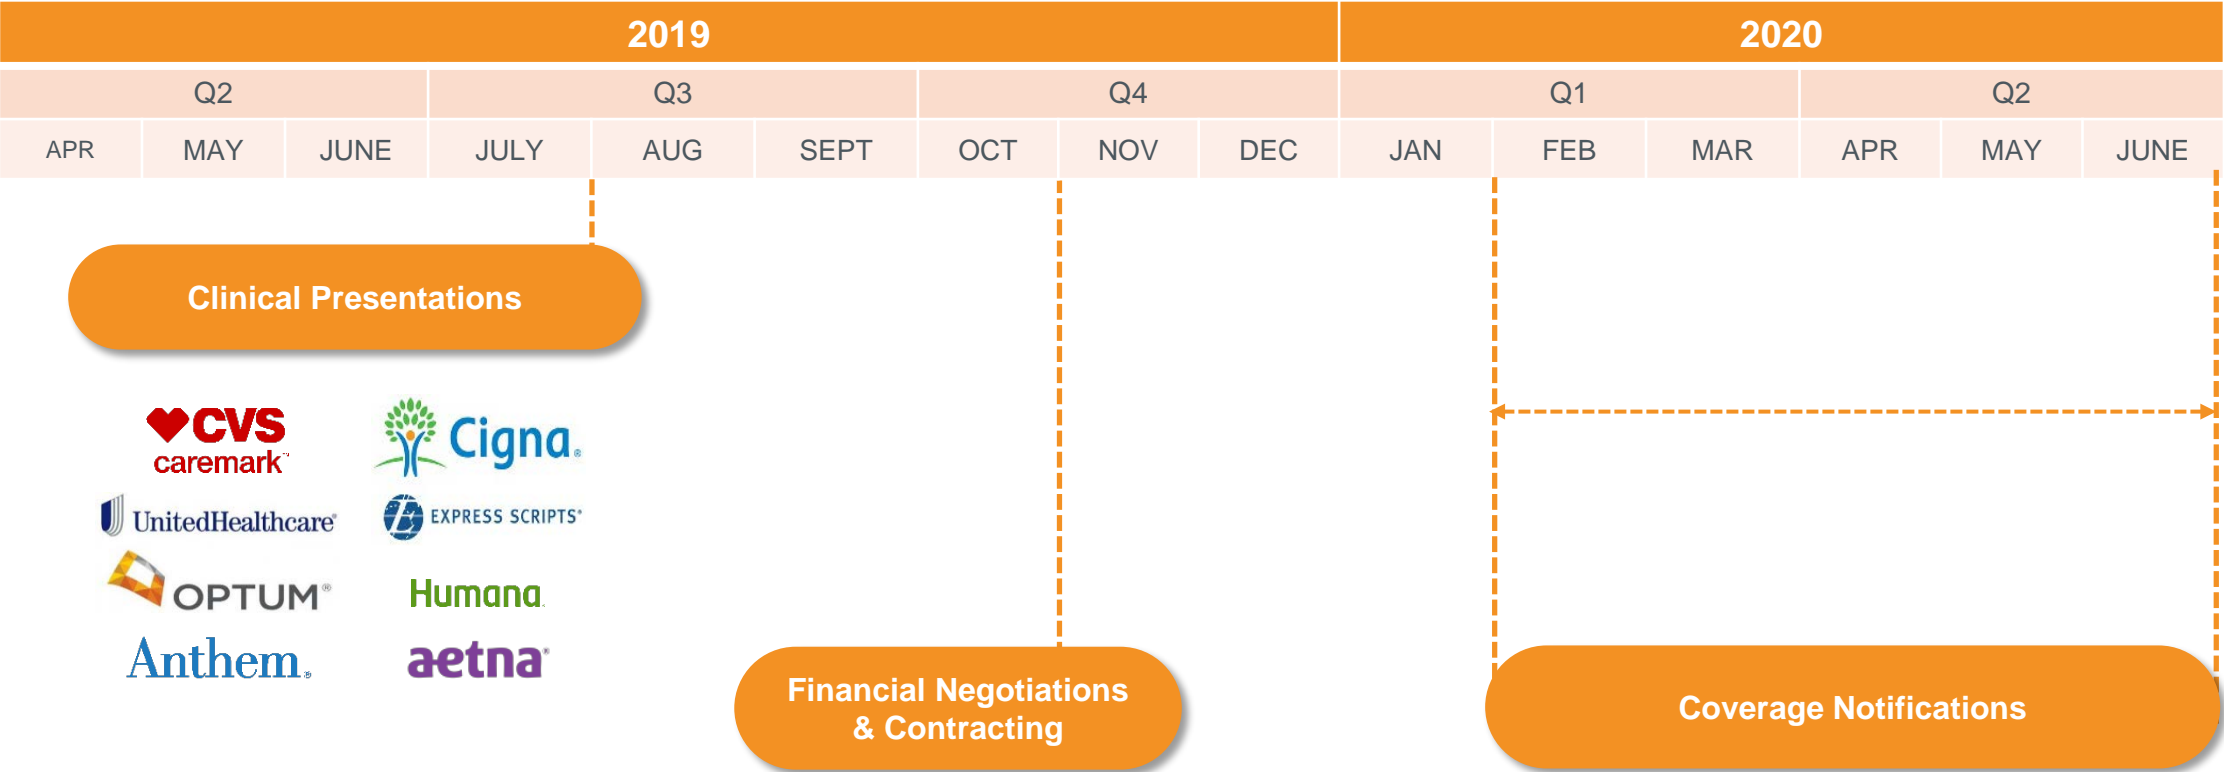 2019 2020
Q2 Q3 Q4 Q1 Q2
APR MAY JUNE JULY AUG SEPT OCT NOV DEC JAN FEB MAR APR MAY JUNE
Clinical Presentations
CVS
caremark™
Cigna®
UnitedHealthcare®
EXPRESS SCRIPTS®
OPTUM®
Humana.
Anthem®
aetna®
Financial Negotiations
& Contracting
Coverage Notifications